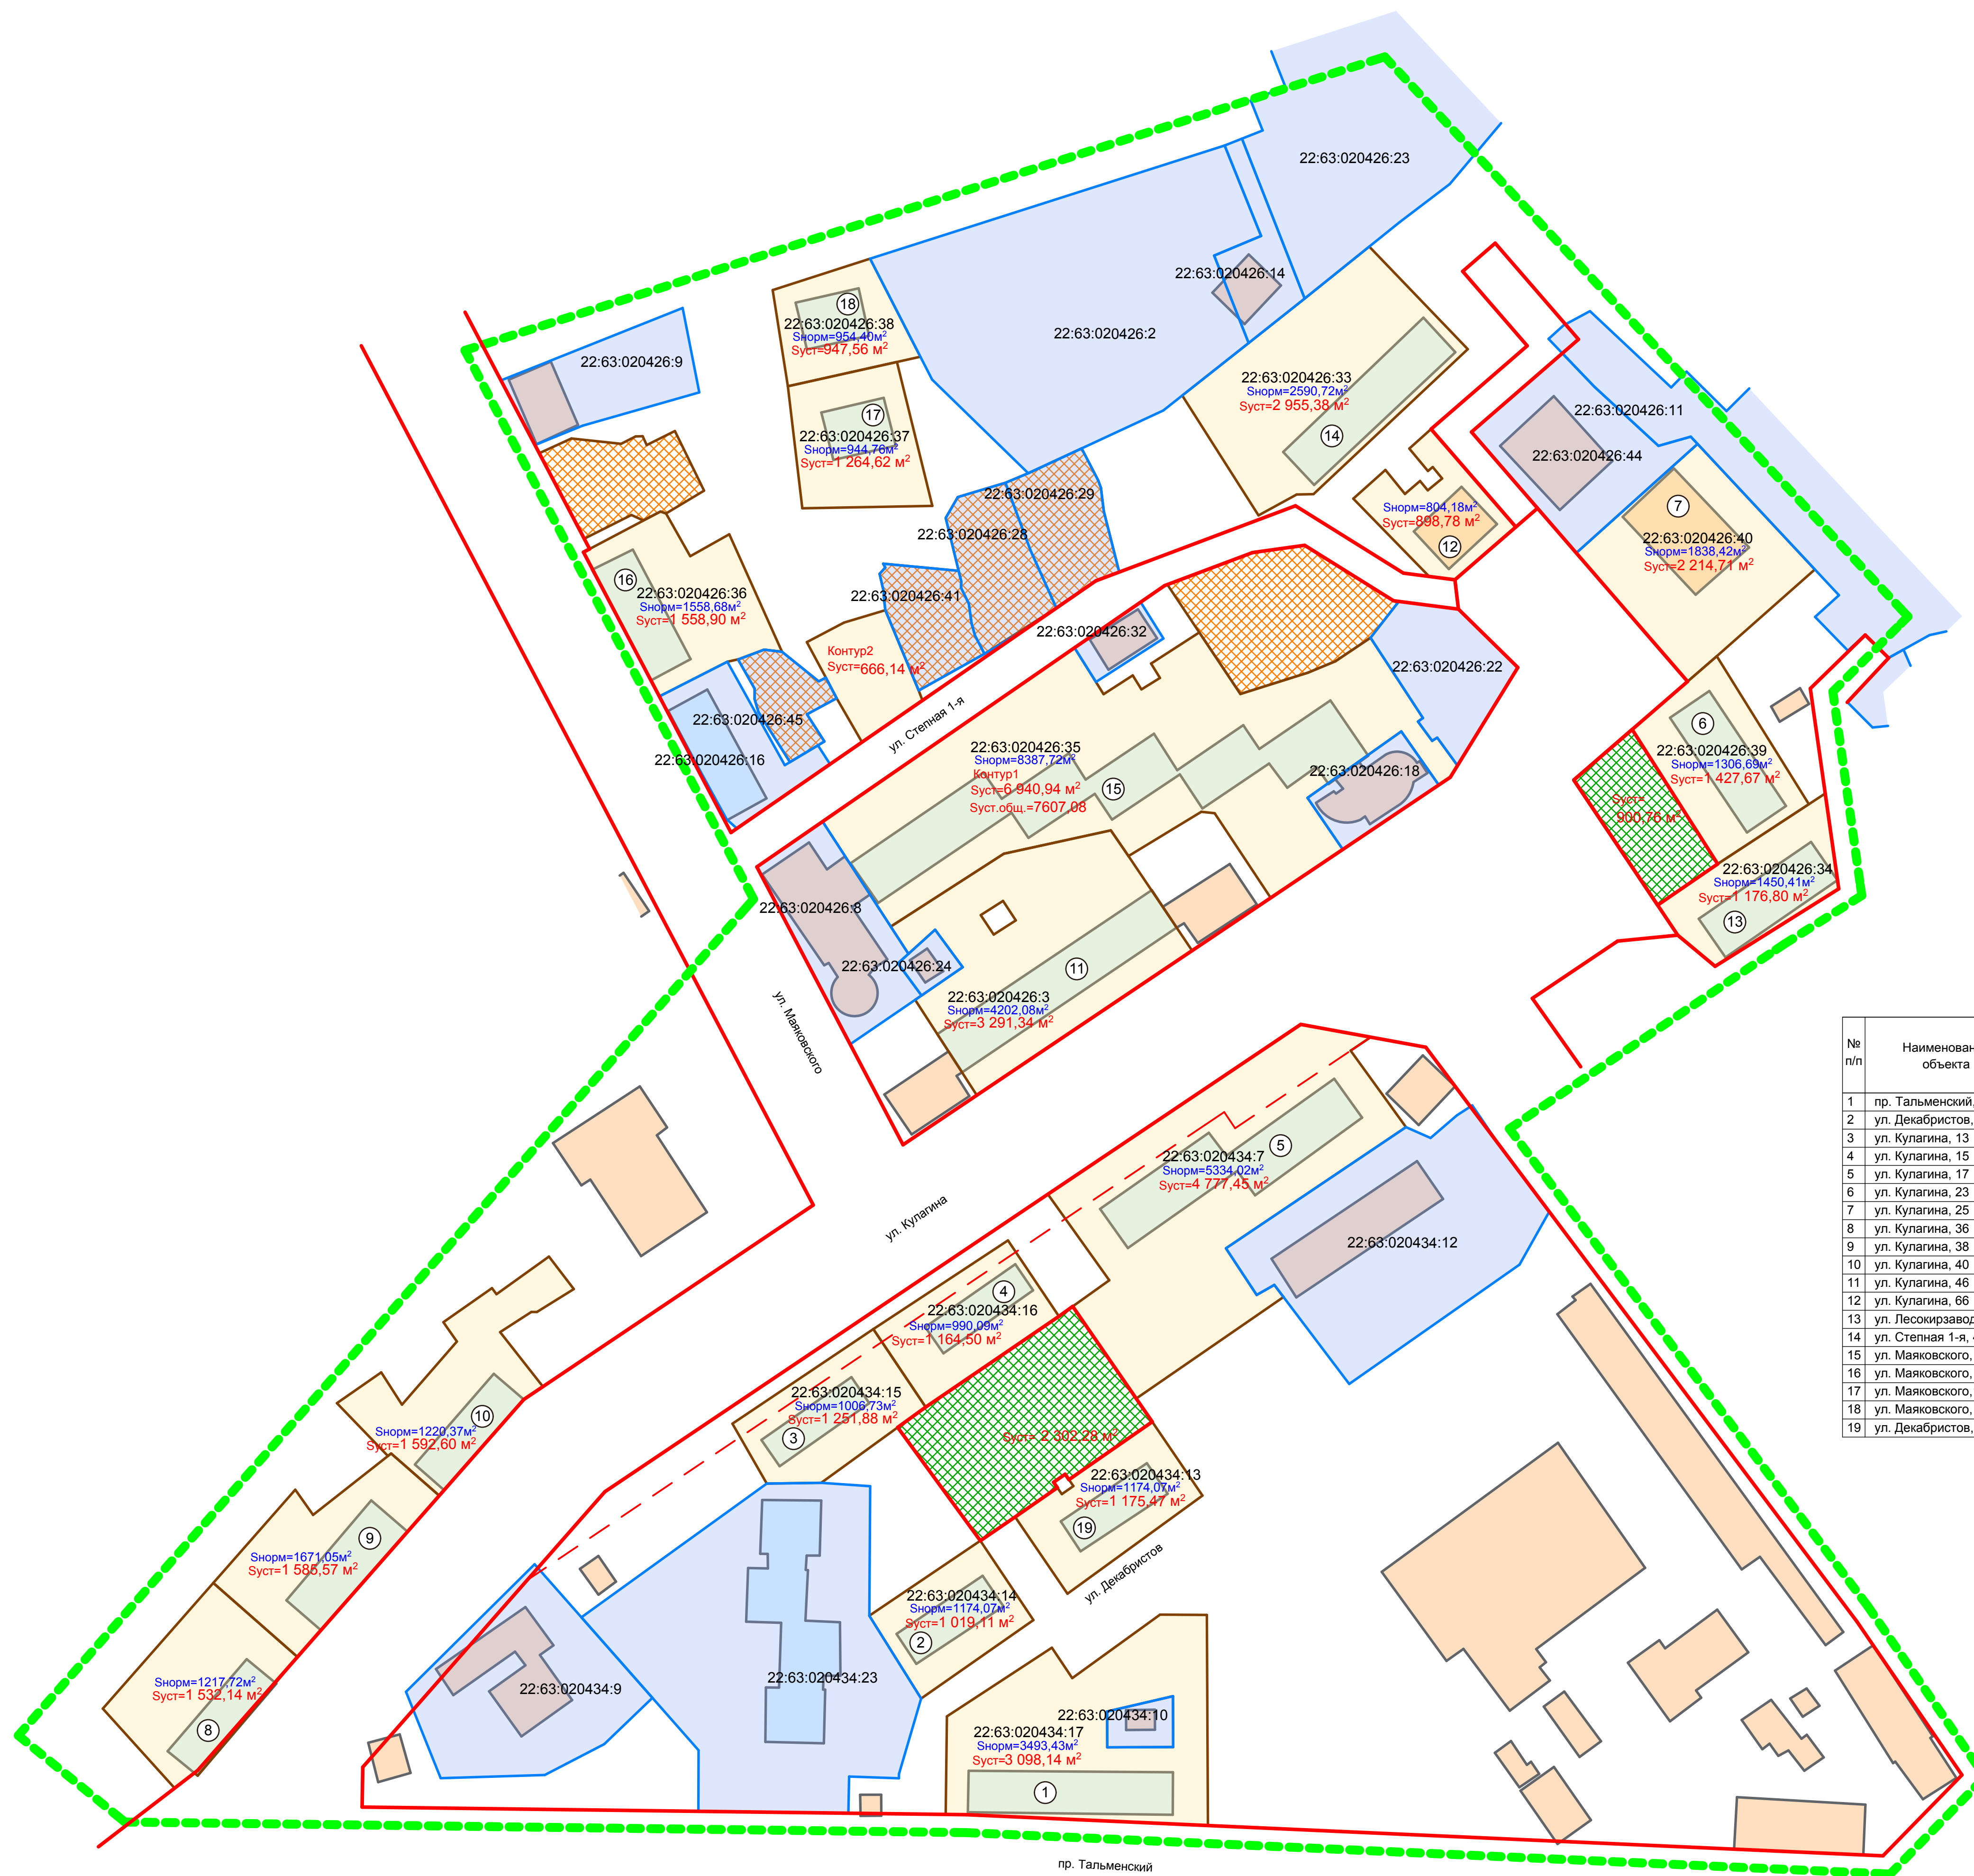 22:63:020426:23
22:63:020426:14
22:63:020426:2
18
22:63:020426:38
Sнорм=954,40м²
Sуст=947,56 м²
22:63:020426:9
17
22:63:020426:37
Sнорм=944,76м²
Sуст=1 264,62 м²
22:63:020426:33
Sнорм=2590,72м²
Sуст=2 955,38 м²
14
22:63:020426:11
22:63:020426:44
22:63:020426:29
22:63:020426:28
Sнорм=804,18м²
Sуст=898,78 м²
12
7
22:63:020426:40
Sнорм=1838,42м²
Sуст=2 214,71 м²
16
22:63:020426:36
Sнорм=1558,68м²
Sуст=1 558,90 м²
22:63:020426:41
22:63:020426:32
Контур2
Sуст=666,14 м²
22:63:020426:22
22:63:020426:45
22:63:020426:16
ул. Степная 1-я
22:63:020426:35
Sнорм=8387,72м²
Контур1
Sуст=6 940,94 м²
Sуст.общ.=7607,08
15
22:63:020426:18
6
22:63:020426:39
Sнорм=1306,69м²
Sуст=1 427,67 м²
Sуст=
900,76 м²
22:63:020426:34
Sнорм=1450,41м²
Sуст=1 176,80 м²
13
22:63:020426:8
22:63:020426:24
11
22:63:020426:3
Sнорм=4202,08м²
Sуст=3 291,34 м²
ул. Маяковского
№
п/п
Наименован
объекта
1 пр. Тальменский,
2 ул. Декабристов,
3 ул. Кулагина, 13
4 ул. Кулагина, 15
5 ул. Кулагина, 17
6 ул. Кулагина, 23
7 ул. Кулагина, 25
8 ул. Кулагина, 36
9 ул. Кулагина, 38
10 ул. Кулагина, 40
11 ул. Кулагина, 46
12 ул. Кулагина, 66
13 ул. Лесокирзавод
14 ул. Степная 1-я,
15 ул. Маяковского,
16 ул. Маяковского,
17 ул. Маяковского,
18 ул. Маяковского,
19 ул. Декабристов,
5
22:63:020434:7
Sнорм=5334,02м²
Sуст=4 777,45 м²
ул. Кулагина
22:63:020434:12
4
22:63:020434:16
Sнорм=990,09м²
Sуст=1 164,50 м²
22:63:020434:15
Sнорм=1006,73м²
Sуст=1 251,88 м²
3
10
Sнорм=1220,37м²
Sуст=1 592,60 м²
Sуст= 2 302,28 м²
22:63:020434:13
Sнорм=1174,07м²
Sуст=1 175,47 м²
19
9
Sнорм=1671,05м²
Sуст=1 585,57 м²
ул. Декабристов
22:63:020434:14
Sнорм=1174,07м²
Sуст=1 019,11 м²
2
22:63:020434:23
22:63:020434:9
Sнорм=1217,72м²
Sуст=1 532,14 м²
8
22:63:020434:10
22:63:020434:17
Sнорм=3493,43м²
Sуст=3 098,14 м²
1
пр. Тальменский